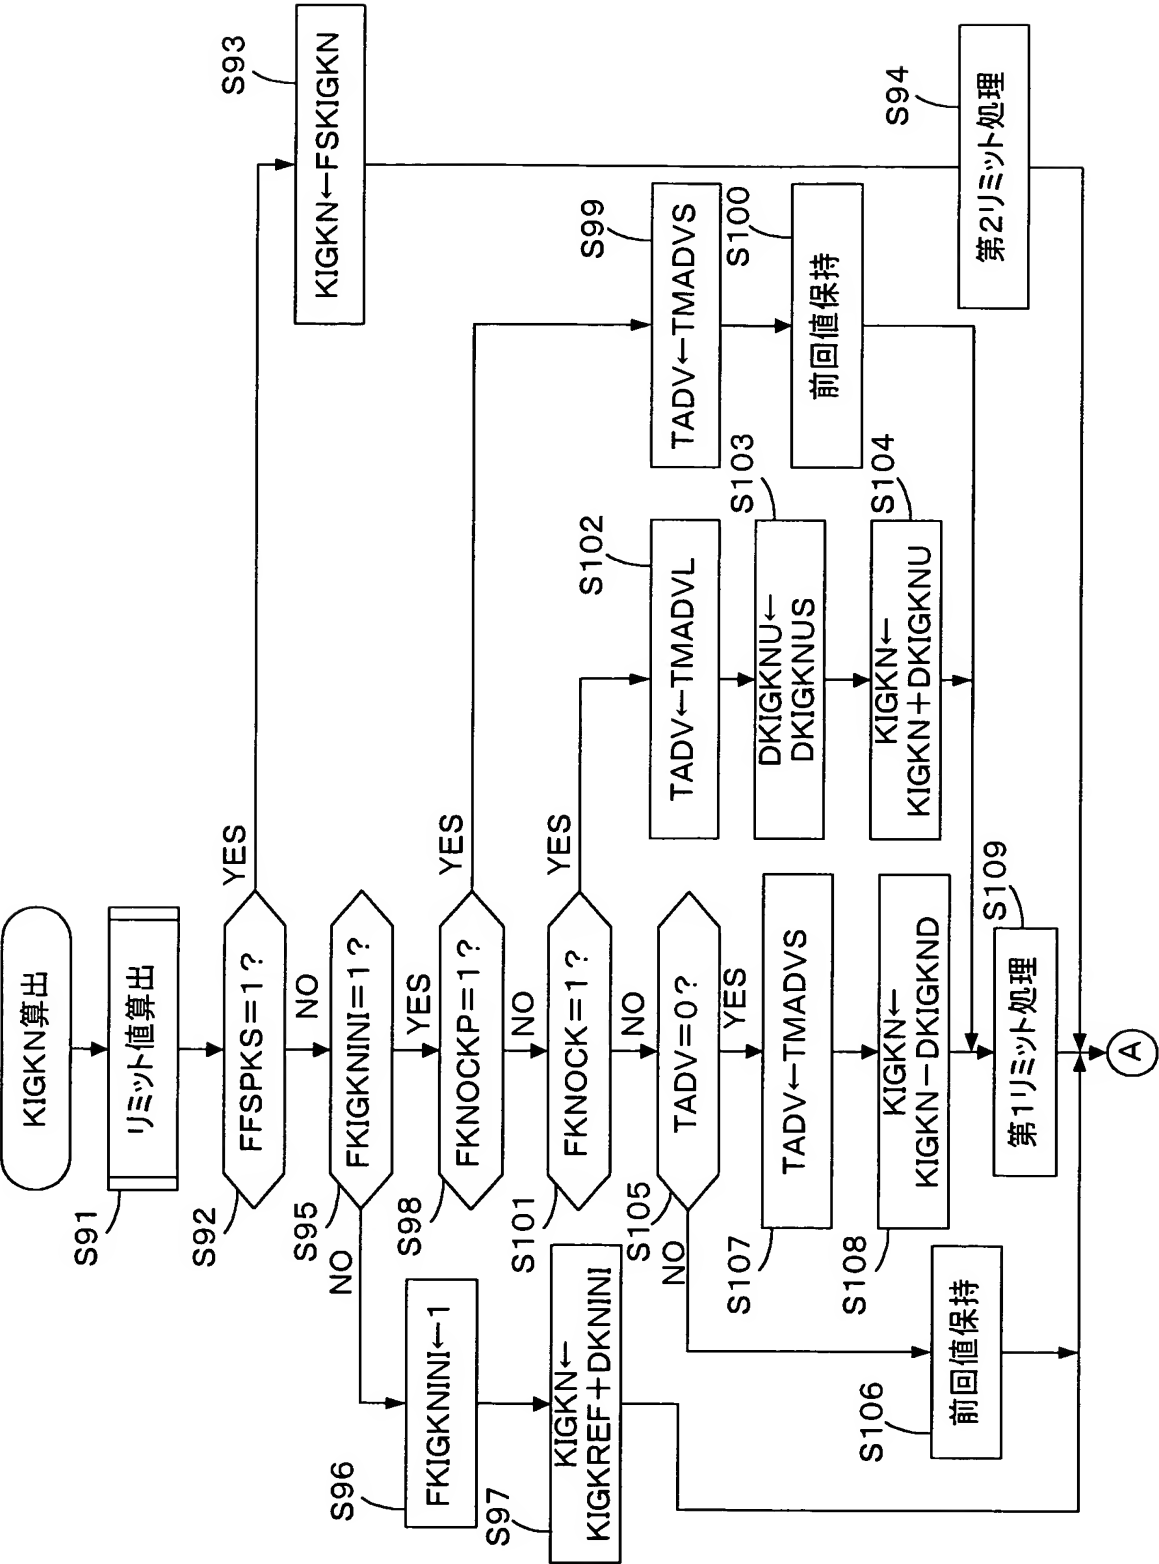 KIGKN算出
S91
リミット値算出
S92
FFSPKS=1?
YES
NO
S93
KIGKN←FSKIGKN
S94
第2リミット処理
S95
FKIGKNINI=1?
NO
YES
S96
FKIGKNINI←1
S97
KIGKN←
KIGKREF+DKNINI
S98
FKNOCKP=1?
YES
NO
S99
TADV←TMADVS
S100
前回値保持
S101
FKNOCK=1?
YES
NO
S102
TADV←TMADVL
S103
DKIGKNU←
DKIGKNUS
S104
KIGKN←
KIGKN+DKIGKNU
S105
TADV=0?
NO
YES
S106
前回値保持
S107
TADV←TMADVS
S108
KIGKN←
KIGKN-DKIGKND
S109
第1リミット処理
A